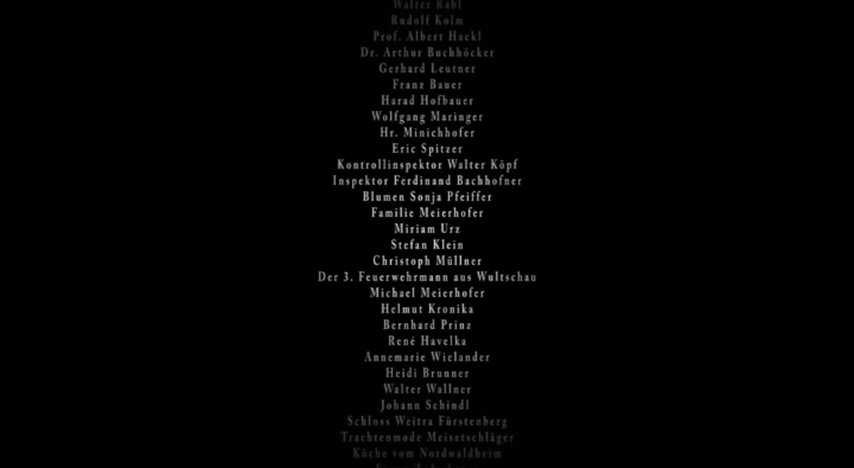 Walter Rabl
Rudolf Kolm
Prof. Albert Hackl
Dr. Arthur Buchhöcker
Gerhard Leutner
Franz Bauer
Harad Hofbauer
Wolfgang Maringer
Hr. Minichhofer
Eric Spitzer
Kontrollinspektor Walter Köpf
Inspektor Ferdinand Bachhofner
Blumen Sonja Pfeiffer
Familie Meierhofer
Miriam Urz
Stefan Klein
Christoph Müllner
Der 3. Feuerwehrmann aus Wultschau
Michael Meierhofer
Helmut Kronika
Bernhard Prinz
René Havelka
Annemarie Wielander
Heidi Brunner
Walter Wallner
Johann Schindl
Schloss Weitra Fürstenberg
Trachtenmode Meisetschläger
Küche vom Nordwaldheim